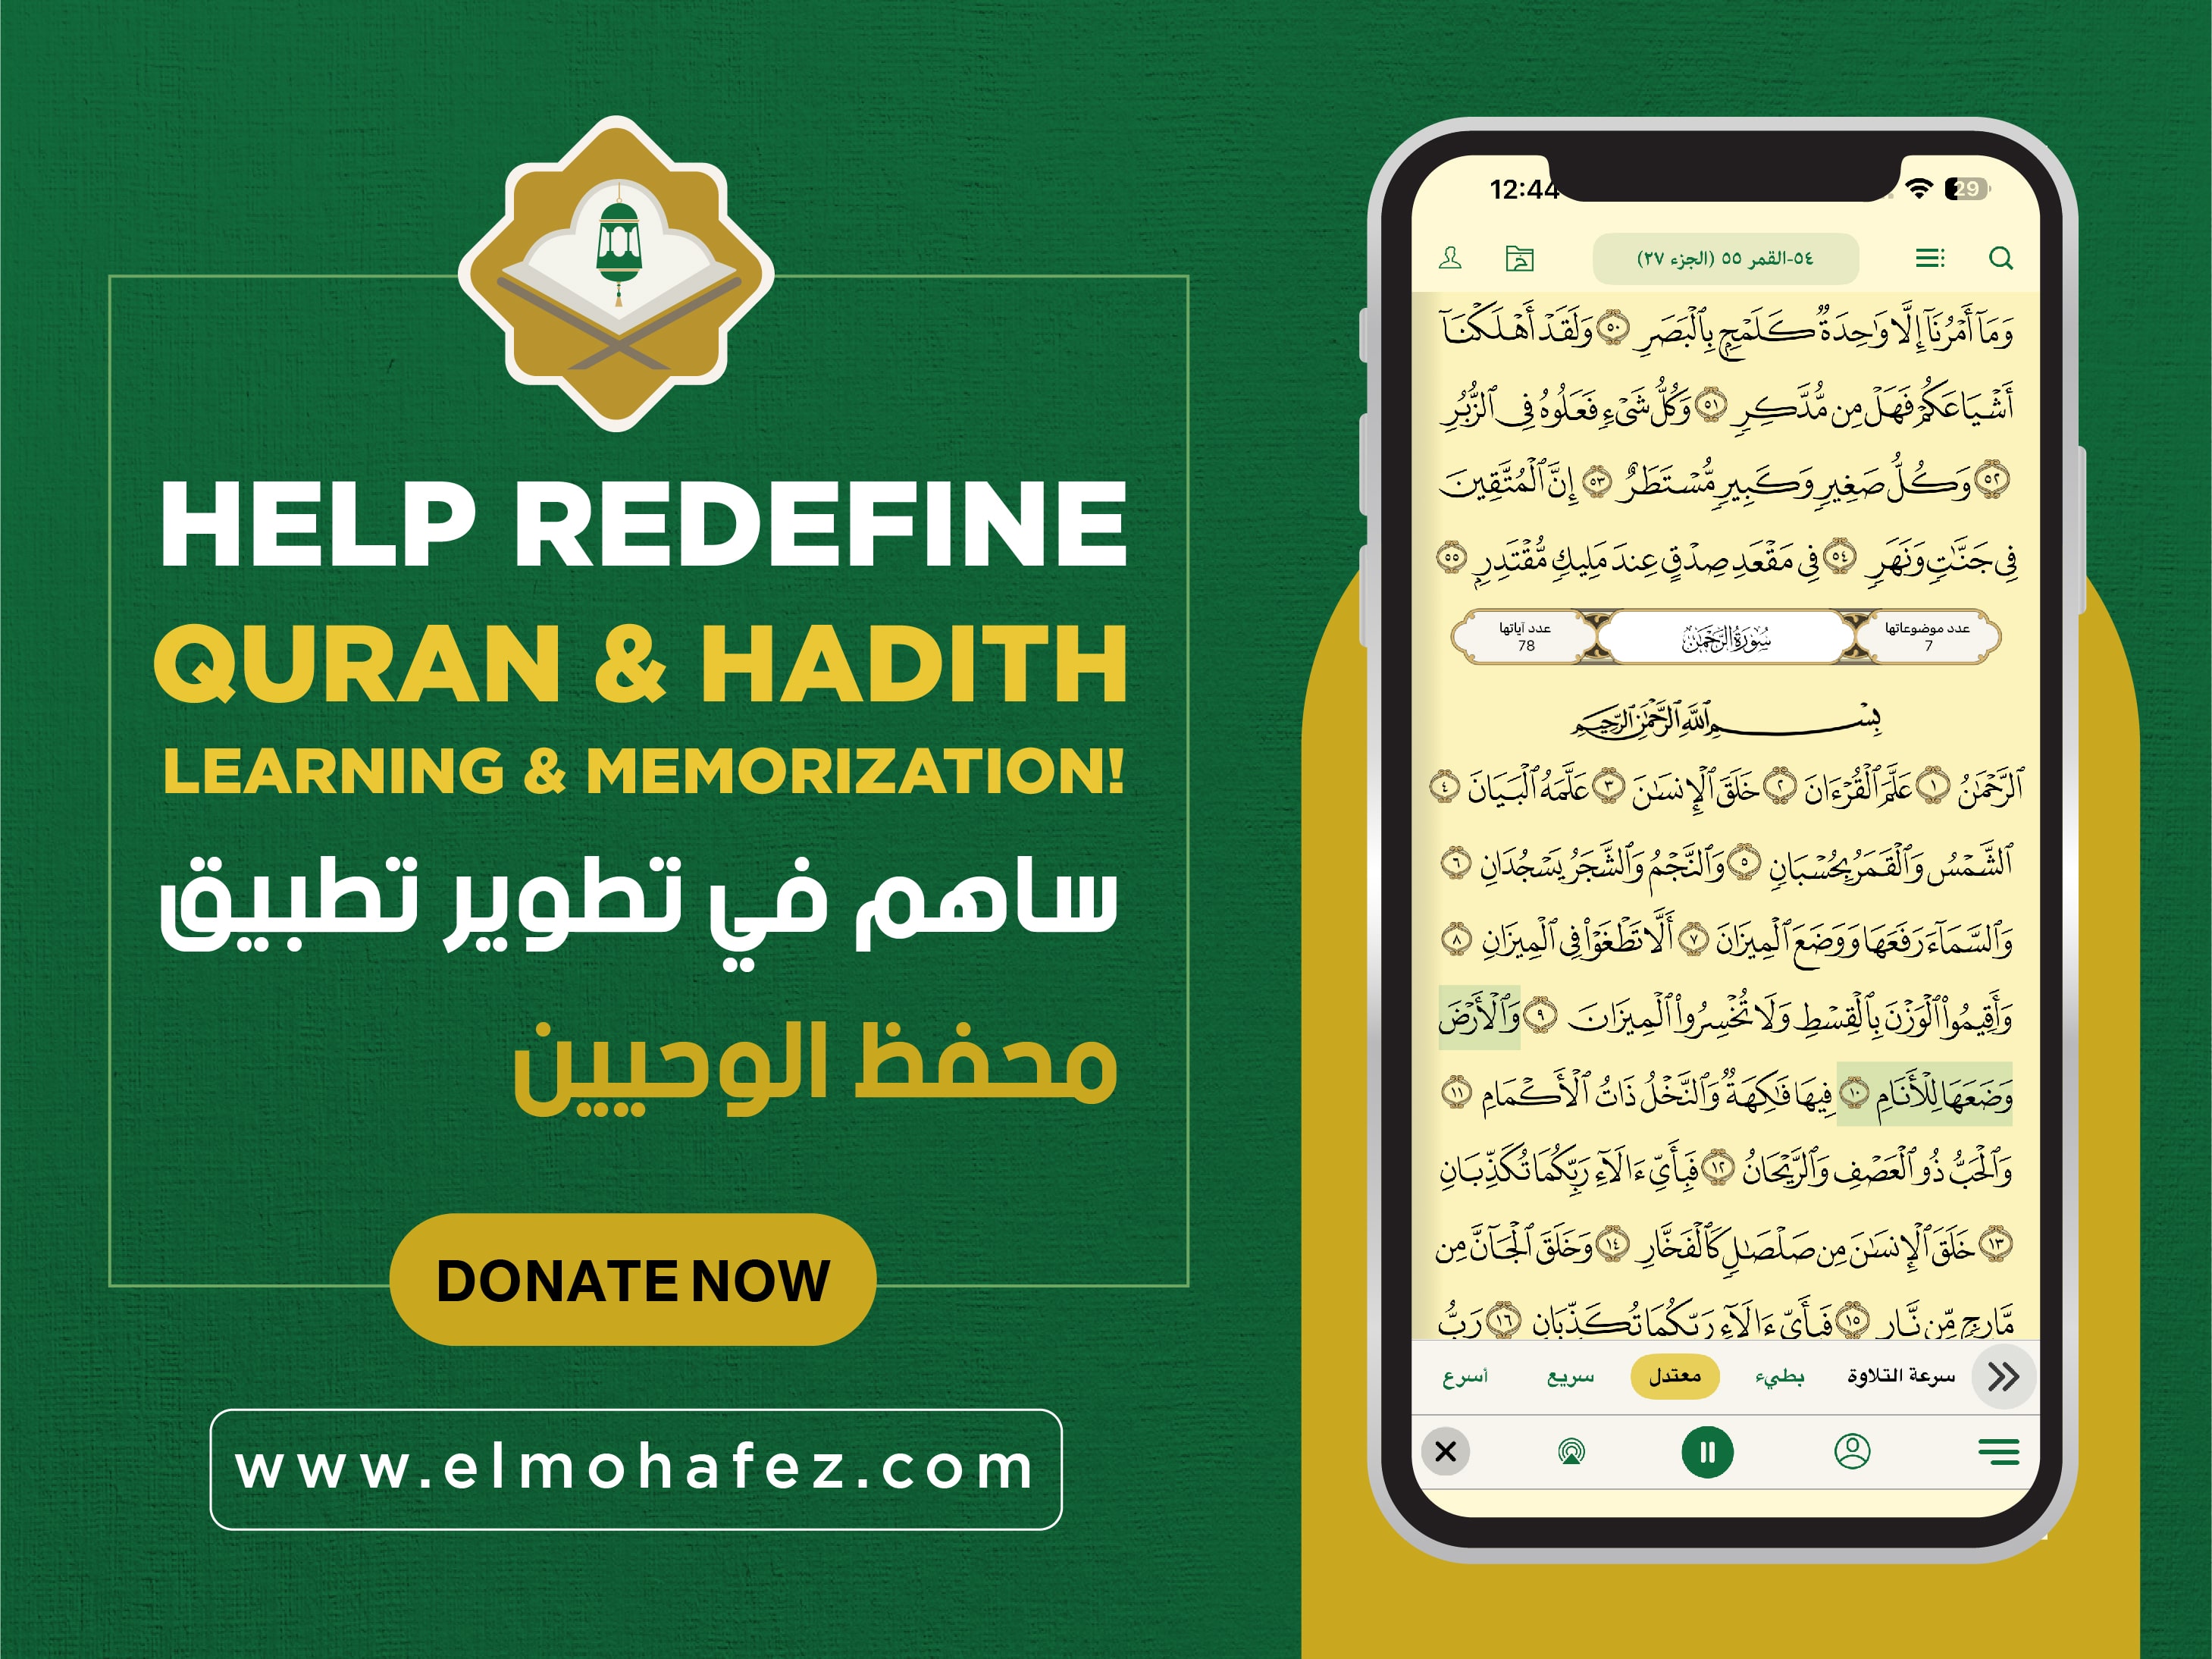 HELP REDEFINE
QURAN & HADITH
LEARNING & MEMORIZATION!
ساهم في تطوير تطبيق
محفظ الوحيين
DONATE NOW
www.elmohafez.com
12:44
29
٥٤-القمر ٥٥ (الجزء ٢٧)
وَمَآ أَمْرُنَآ إِلَّا وَٰحِدَةٌ كَلَمْحٍۭ بِٱلْبَصَرِ ٥٠ وَلَقَدْ أَهْلَكْنَآ
أَشْيَاعَكُمْ فَهَلْ مِن مُّدَّكِرٍ ٥١ وَكُلُّ شَىْءٍ فَعَلُوهُ فِى ٱلزُّبُرِ
٥٢ وَكُلُّ صَغِيرٍ وَكَبِيرٍ مُّسْتَطَرٌ ٥٣ إِنَّ ٱلْمُتَّقِينَ
فِى جَنَّٰتٍ وَنَهَرٍ ٥٤ فِى مَقْعَدِ صِدْقٍ عِندَ مَلِيكٍ مُّقْتَدِرٍۭ ٥٥
عدد موضوعاتها
7
سُورَةُ الرَّحْمَٰن
عدد آياتها
78
بِسْمِ ٱللَّهِ ٱلرَّحْمَٰنِ ٱلرَّحِيمِ
ٱلرَّحْمَٰنُ ١ عَلَّمَ ٱلْقُرْءَانَ ٢ خَلَقَ ٱلْإِنسَٰنَ ٣ عَلَّمَهُ ٱلْبَيَانَ ٤
ٱلشَّمْسُ وَٱلْقَمَرُ بِحُسْبَانٍ ٥ وَٱلنَّجْمُ وَٱلشَّجَرُ يَسْجُدَانِ ٦
وَٱلسَّمَآءَ رَفَعَهَا وَوَضَعَ ٱلْمِيزَانَ ٧ أَلَّا تَطْغَوْا۟ فِى ٱلْمِيزَانِ ٨
وَأَقِيمُوا۟ ٱلْوَزْنَ بِٱلْقِسْطِ وَلَا تُخْسِرُوا۟ ٱلْمِيزَانَ ٩ وَٱلْأَرْضَ
وَضَعَهَا لِلْأَنَامِ ١٠ فِيهَا فَٰكِهَةٌ وَٱلنَّخْلُ ذَاتُ ٱلْأَكْمَامِ ١١
وَٱلْحَبُّ ذُو ٱلْعَصْفِ وَٱلرَّيْحَانُ ١٢ فَبِأَىِّ ءَالَآءِ رَبِّكُمَا تُكَذِّبَانِ
١٣ خَلَقَ ٱلْإِنسَٰنَ مِن صَلْصَٰلٍ كَٱلْفَخَّارِ ١٤ وَخَلَقَ ٱلْجَآنَّ مِن
مَّارِجٍ مِّن نَّارٍ ١٥ فَبِأَىِّ ءَالَآءِ رَبِّكُمَا تُكَذِّبَانِ ١٦ رَبُّ
سرعة التلاوة بطيء معتدل سريع أسرع